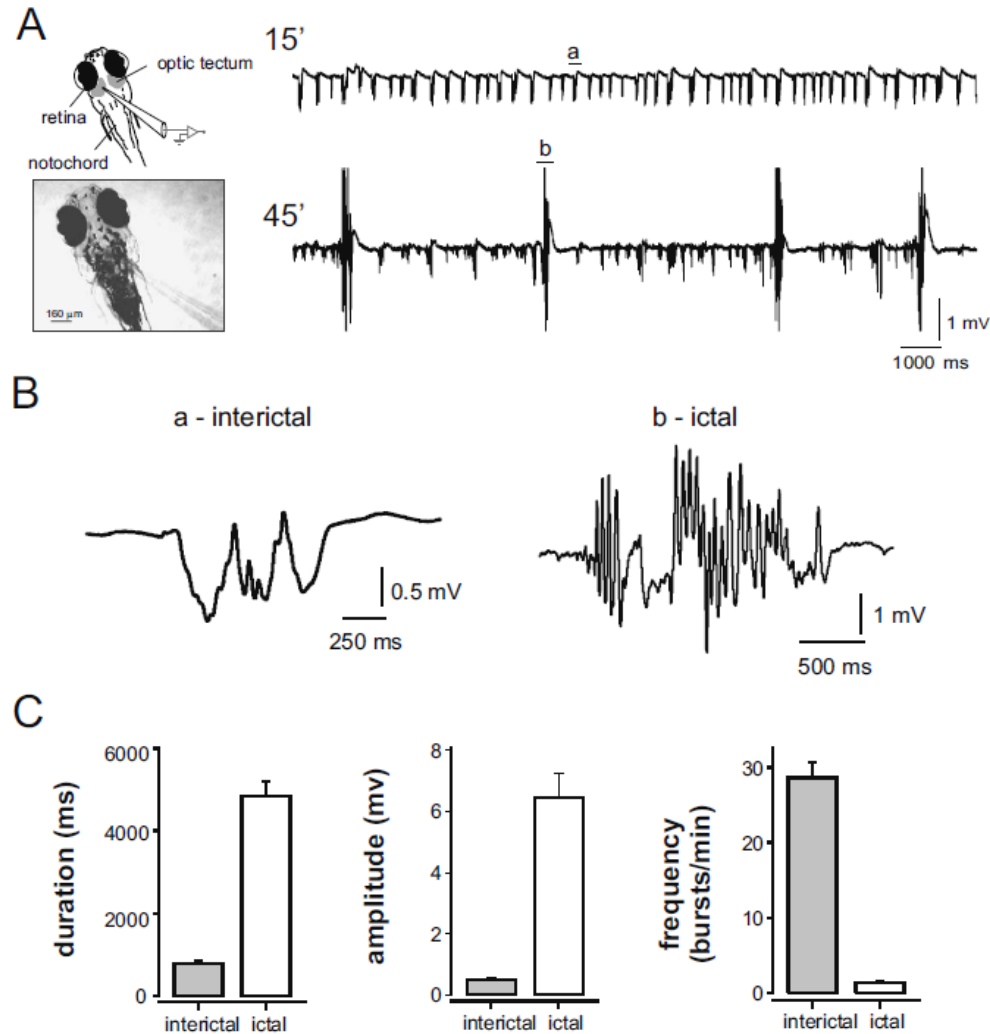 A
retina
optic tectum
notochord
160 μm
15'
a
45'
b
1 mV
1000 ms
B
a - interictal
0.5 mV
250 ms
b - ictal
1 mV
500 ms
C
duration (ms)
6000
4000
2000
0
interictal ictal
amplitude (mv)
8
6
4
2
0
interictal ictal
frequency
(bursts/min)
30
20
10
0
interictal ictal